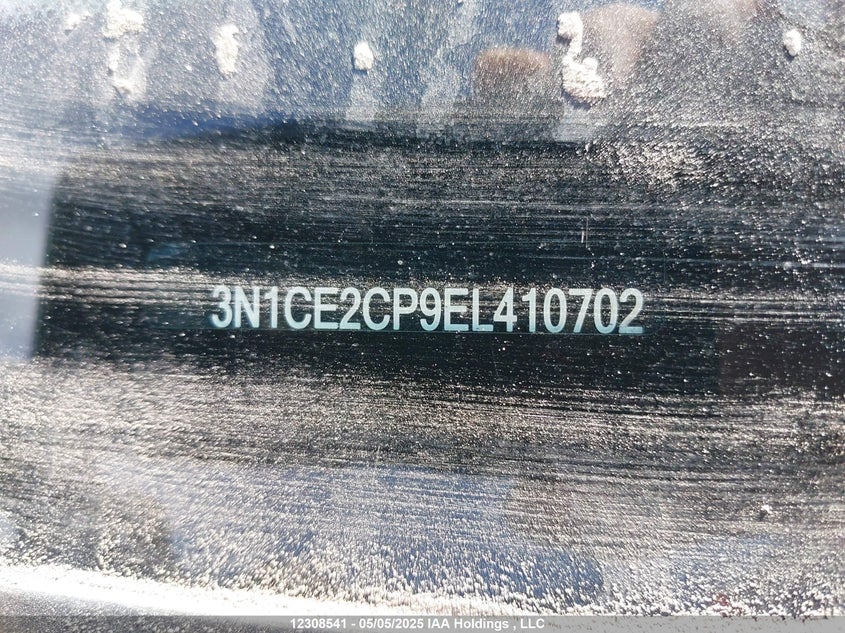 3N1CE2CP9EL410702
12308541 - 05/05/2025 IAA Holdings , LLC